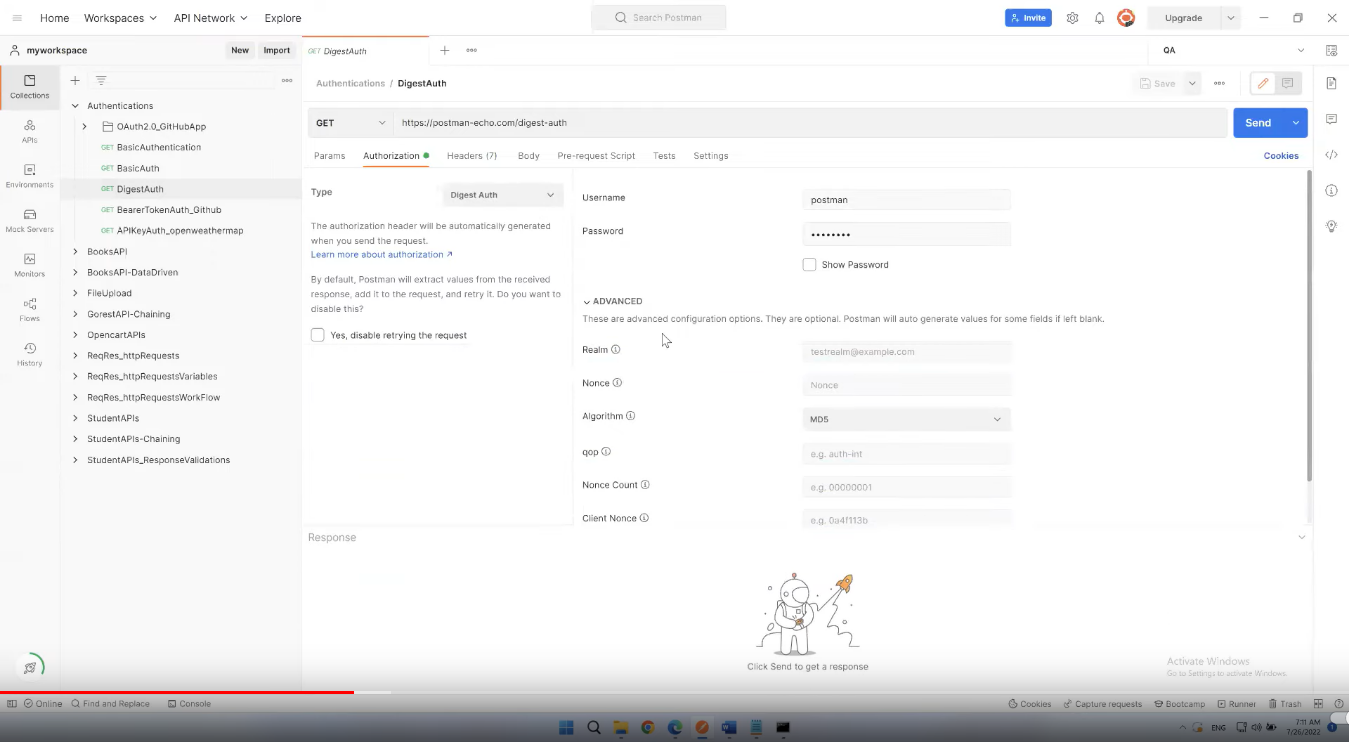 Home Workspaces API Network Explore Search Postman Invite Upgrade
myworkspace New Import GET DigestAuth QA
Collections
APIs
Environments
Mock Servers
Monitors
Flows
History
Authentications
OAuth2.0_GitHubApp
GET BasicAuthentication
GET BasicAuth
GET DigestAuth
GET BearerTokenAuth_Github
GET APIKeyAuth_openweathermap
BooksAPI
BooksAPI-DataDriven
FileUpload
GorestAPI-Chaining
OpencartAPIs
ReqRes_httpRequests
ReqRes_httpRequestsVariables
ReqRes_httpRequestsWorkFlow
StudentAPIs
StudentAPIs-Chaining
StudentAPIs_ResponseValidations
Authentications / DigestAuth Save
GET https://postman-echo.com/digest-auth Send
Params Authorization Headers (7) Body Pre-request Script Tests Settings Cookies
Type Digest Auth
The authorization header will be automatically generated
when you send the request.
Learn more about authorization ↗
By default, Postman will extract values from the received
response, add it to the request, and retry it. Do you want to
disable this?
Yes, disable retrying the request
Username postman
Password ••••••••
Show Password
ADVANCED
These are advanced configuration options. They are optional. Postman will auto generate values for some fields if left blank.
Realm testrealm@example.com
Nonce Nonce
Algorithm MD5
qop e.g. auth-int
Nonce Count e.g. 00000001
Client Nonce e.g. 0a4f113b
Response
Click Send to get a response
Activate Windows
Go to Settings to activate Windows.
Online Find and Replace Console Cookies Capture requests Bootcamp Runner Trash
ENG 7:11 AM
7/26/2022